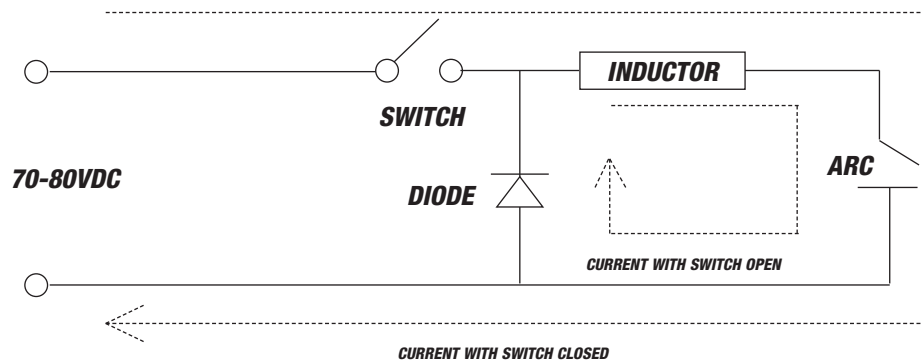 INDUCTOR
SWITCH
ARC
70-80VDC
DIODE
CURRENT WITH SWITCH OPEN
CURRENT WITH SWITCH CLOSED